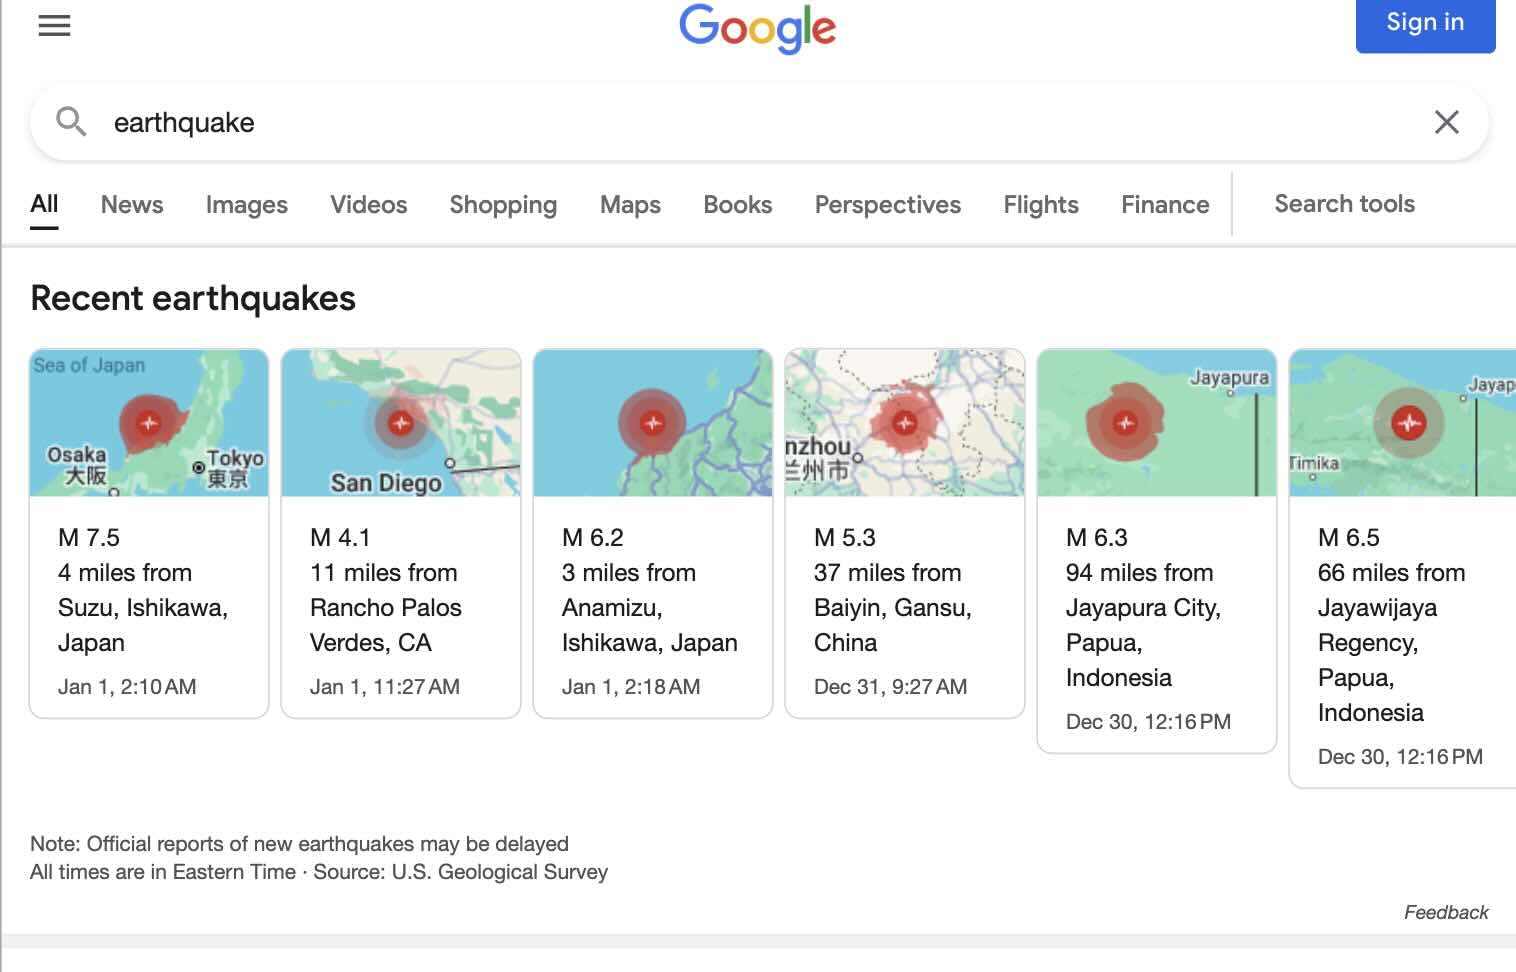 Google
Sign in
earthquake
All News Images Videos Shopping Maps Books Perspectives Flights Finance Search tools
Recent earthquakes
Sea of Japan
Osaka
大阪
Tokyo
東京
M 7.5
4 miles from
Suzu, Ishikawa,
Japan
Jan 1, 2:10 AM
San Diego
M 4.1
11 miles from
Rancho Palos
Verdes, CA
Jan 1, 11:27 AM
M 6.2
3 miles from
Anamizu,
Ishikawa, Japan
Jan 1, 2:18 AM
nzhou
兰州市
M 5.3
37 miles from
Baiyin, Gansu,
China
Dec 31, 9:27 AM
Jayapura
M 6.3
94 miles from
Jayapura City,
Papua,
Indonesia
Dec 30, 12:16 PM
Jayap
Timika
M 6.5
66 miles from
Jayawijaya
Regency,
Papua,
Indonesia
Dec 30, 12:16 PM
Note: Official reports of new earthquakes may be delayed
All times are in Eastern Time · Source: U.S. Geological Survey
Feedback